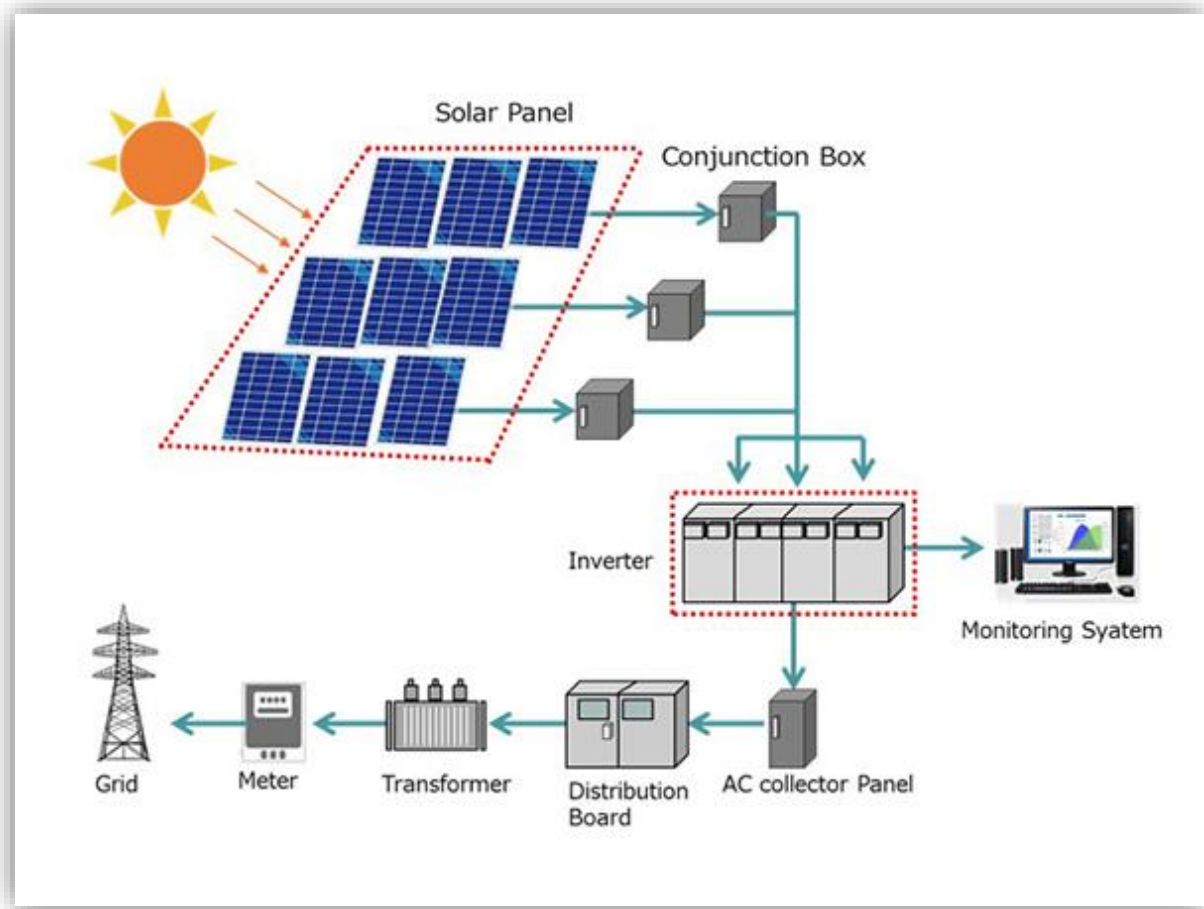 Solar Panel
Conjunction Box
Inverter
Monitoring Syatem
Grid
Meter
Transformer
Distribution
Board
AC collector Panel